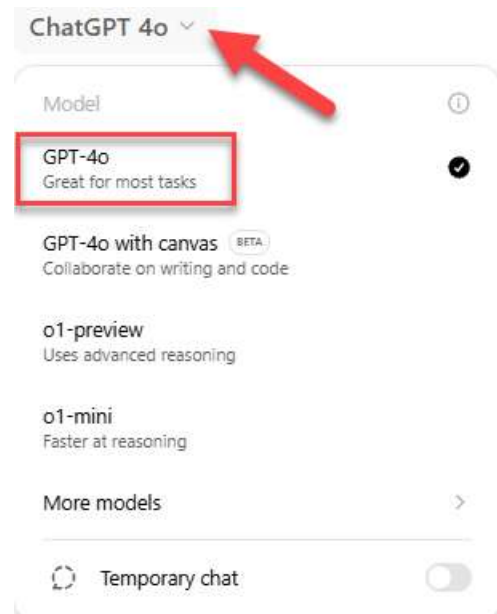 ChatGPT 4o
Model
GPT-4o
Great for most tasks
GPT-4o with canvas BETA
Collaborate on writing and code
o1-preview
Uses advanced reasoning
o1-mini
Faster at reasoning
More models
Temporary chat